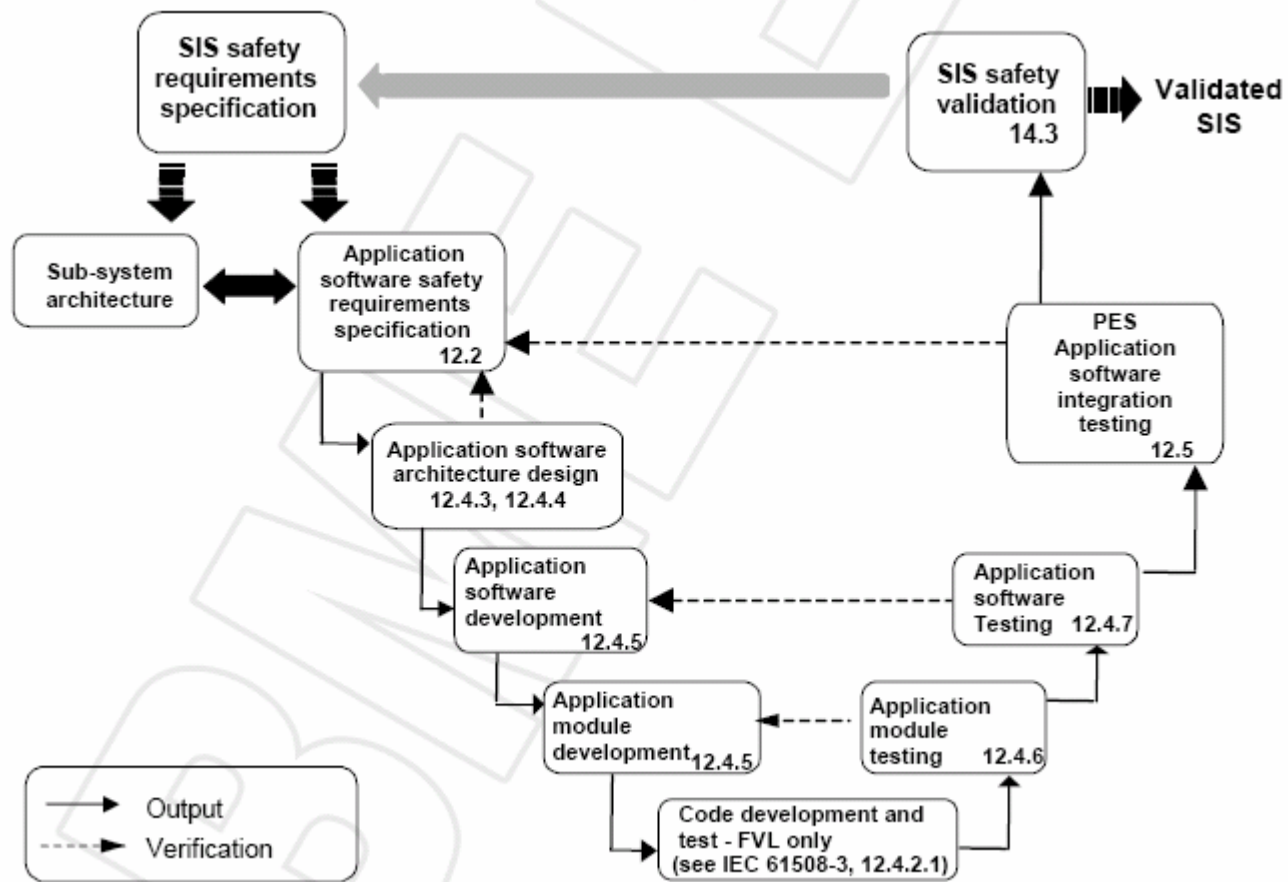 SIS safety
requirements
specification
SIS safety
validation
14.3
Validated
SIS
Sub-system
architecture
Application
software safety
requirements
specification
12.2
PES
Application
software
integration
testing
12.5
Application software
architecture design
12.4.3, 12.4.4
Application
software
development
12.4.5
Application
software
Testing 12.4.7
Application
module
development
12.4.5
Application
module
testing
12.4.6
Code development and
test - FVL only
(see IEC 61508-3, 12.4.2.1)
Output
Verification